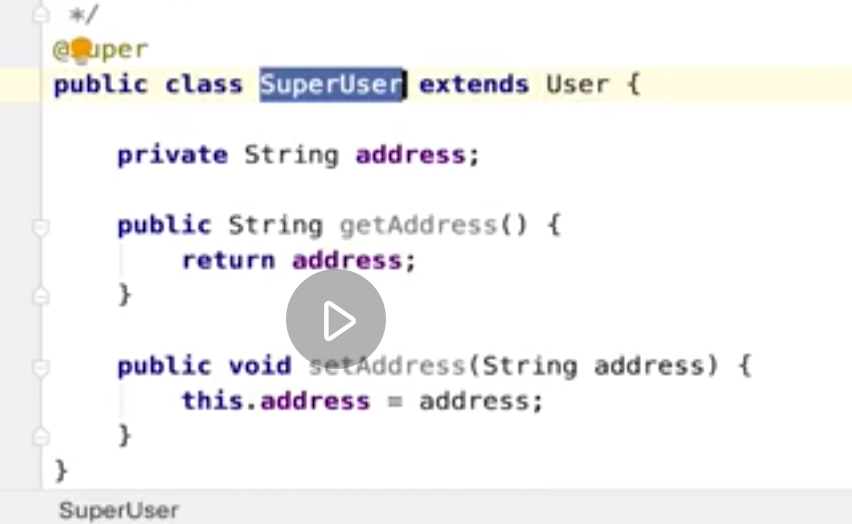 */
@Super
public class SuperUser extends User {
private String address;
public String getAddress() {
return address;
}
public void setAddress(String address) {
this.address = address;
}
}
SuperUser